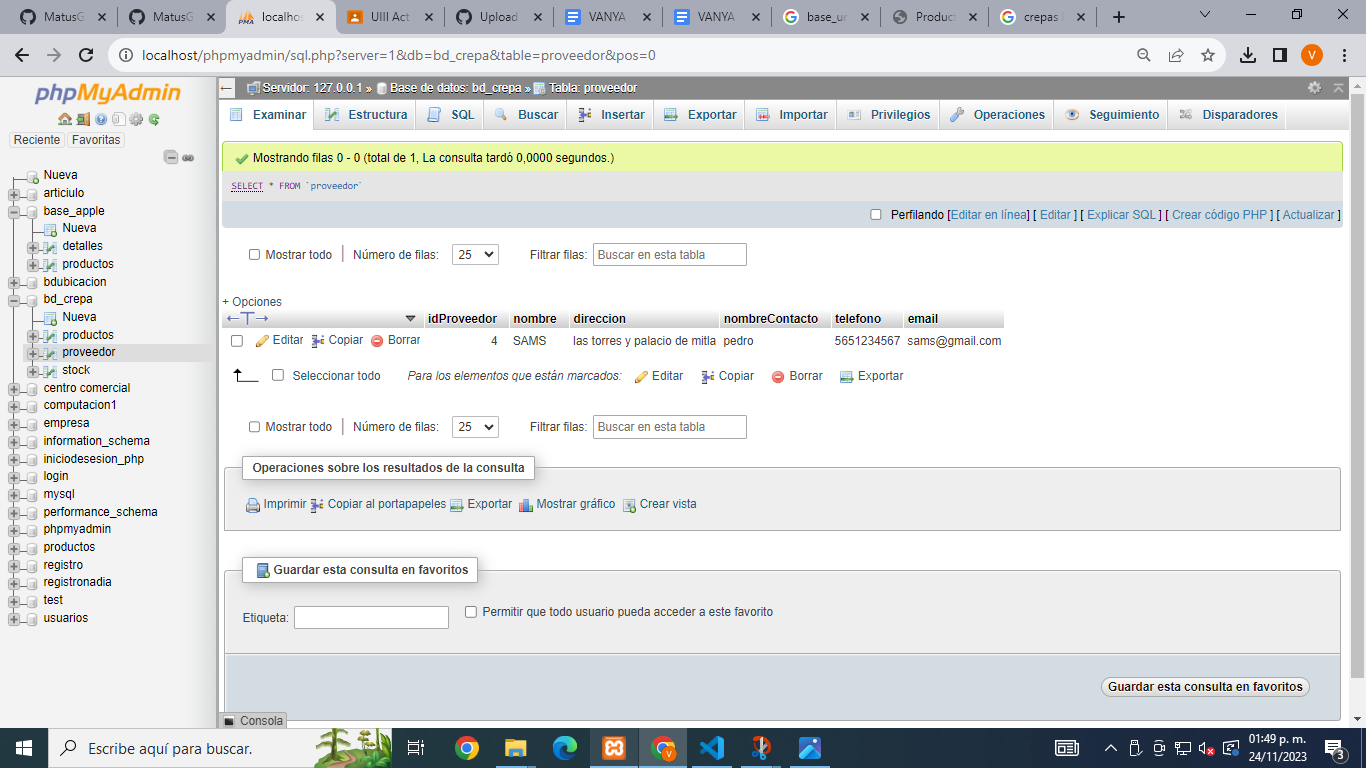 MatusG
MatusG
localhos
UIII Act
Upload
VANYA
VANYA
base_ur
Product
crepas
localhost/phpmyadmin/sql.php?server=1&db=bd_crepa&table=proveedor&pos=0
V
phpMyAdmin
Reciente Favoritas
Nueva
articiulo
base_apple
Nueva
detalles
productos
bdubicacion
bd_crepa
Nueva
productos
proveedor
stock
centro comercial
computacion1
empresa
information_schema
iniciodesesion_php
login
mysql
performance_schema
phpmyadmin
productos
registro
registronadia
test
usuarios
Servidor: 127.0.0.1 » Base de datos: bd_crepa » Tabla: proveedor
Examinar Estructura SQL Buscar Insertar Exportar Importar Privilegios Operaciones Seguimiento Disparadores
Mostrando filas 0 - 0 (total de 1, La consulta tardó 0,0000 segundos.)
SELECT * FROM `proveedor`
Perfilando [Editar en línea] [ Editar ] [ Explicar SQL ] [ Crear código PHP ] [ Actualizar ]
Mostrar todo Número de filas: 25 Filtrar filas: Buscar en esta tabla
+ Opciones
←T→ idProveedor nombre direccion nombreContacto telefono email
Editar Copiar Borrar 4 SAMS las torres y palacio de mitla pedro 5651234567 sams@gmail.com
Seleccionar todo Para los elementos que están marcados: Editar Copiar Borrar Exportar
Mostrar todo Número de filas: 25 Filtrar filas: Buscar en esta tabla
Operaciones sobre los resultados de la consulta
Imprimir Copiar al portapapeles Exportar Mostrar gráfico Crear vista
Guardar esta consulta en favoritos
Etiqueta: Permitir que todo usuario pueda acceder a este favorito
Guardar esta consulta en favoritos
Consola
Escribe aquí para buscar.
01:49 p. m.
24/11/2023
3